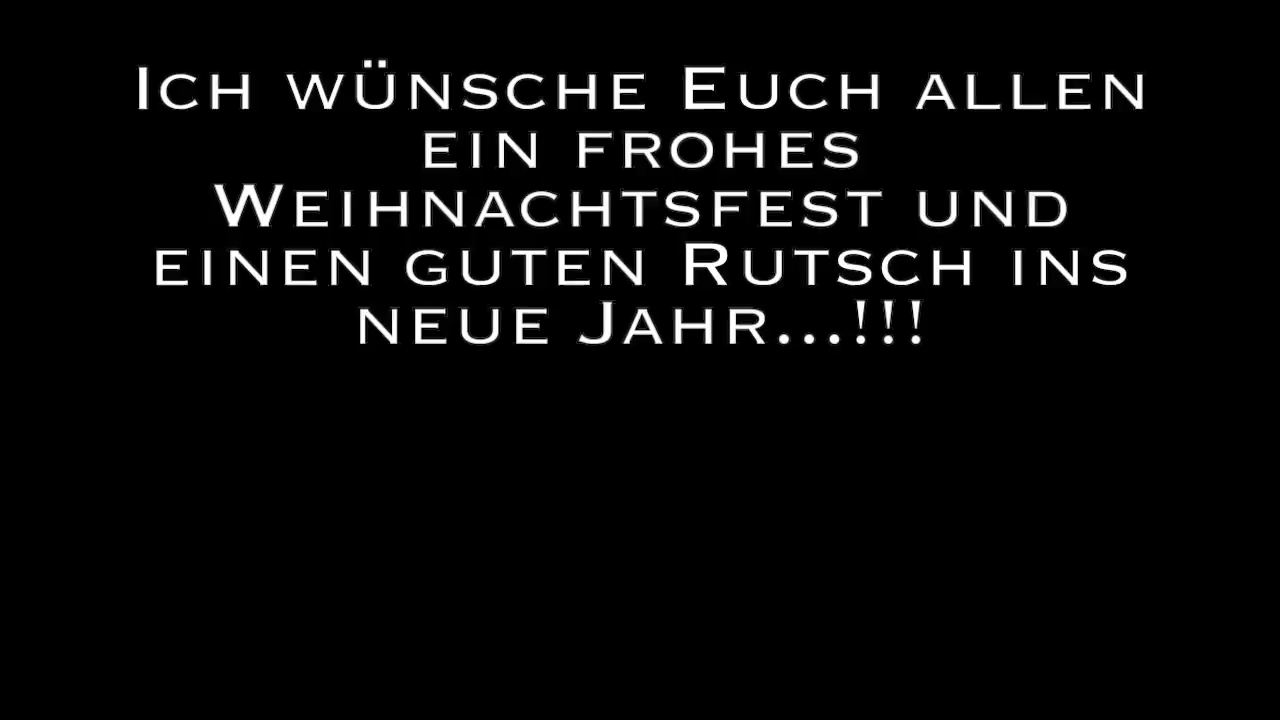 Ich wünsche Euch allen
ein frohes
Weihnachtsfest und
einen guten Rutsch ins
neue Jahr...!!!